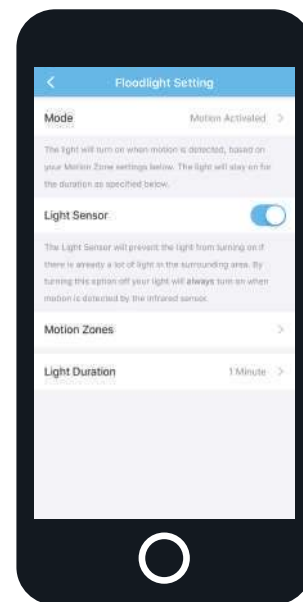 Floodlight Setting
Mode Motion Activated
The light will turn on when motion is detected, based on
your Motion Zone settings below. The light will stay on for
the duration as specified below.
Light Sensor
The Light Sensor will prevent the light from turning on if
there is already a lot of light in the surrounding area. By
turning this option off your light will always turn on when
motion is detected by the infrared sensor.
Motion Zones
Light Duration 1 Minute